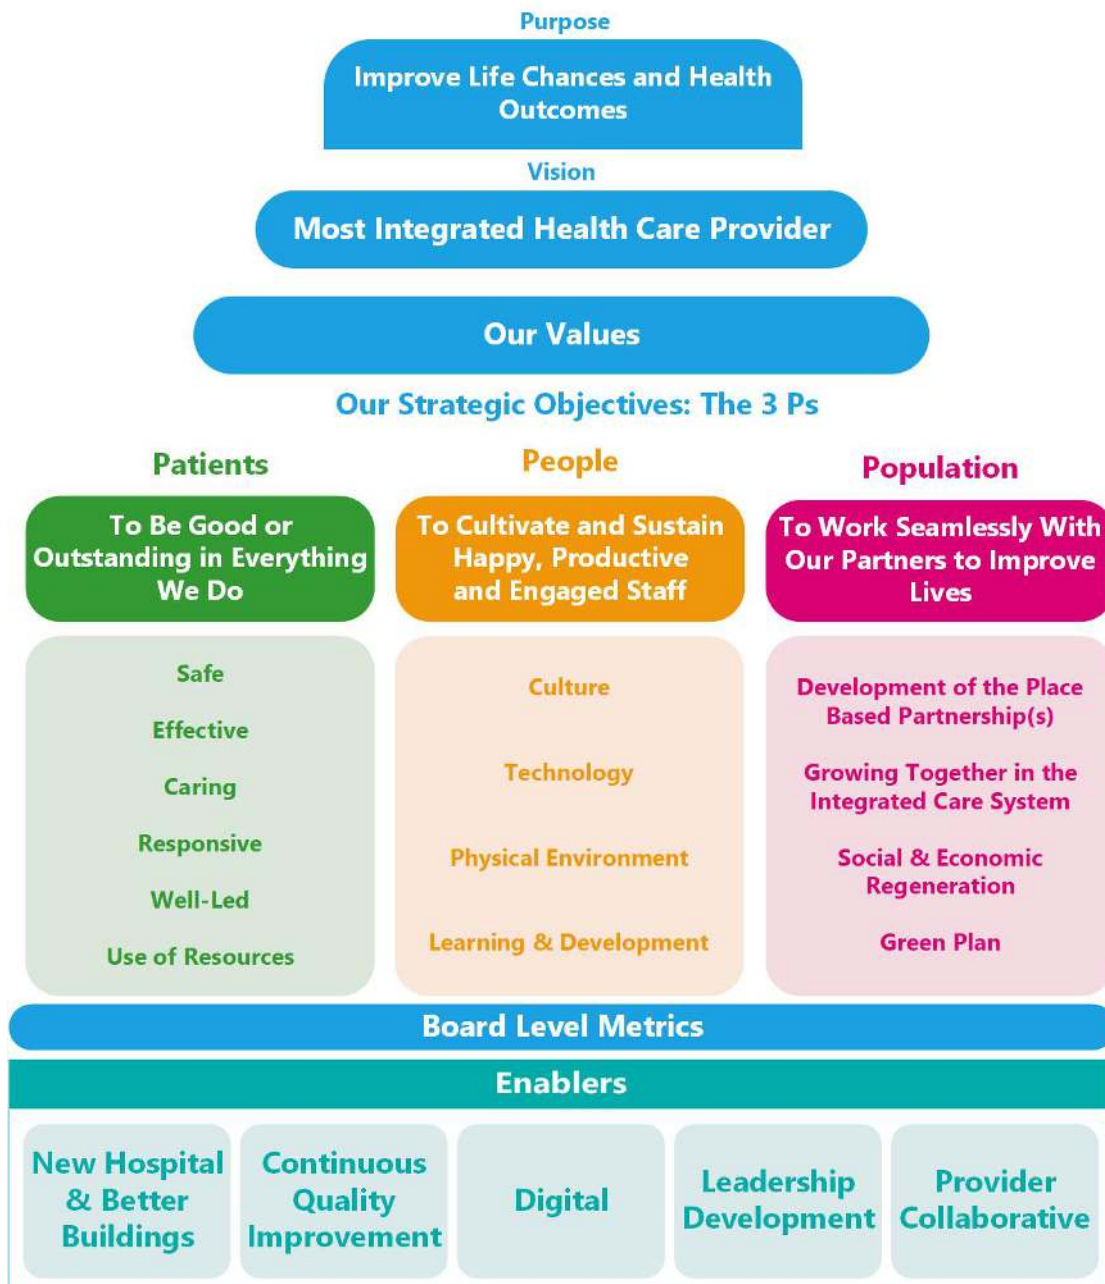 Purpose
Improve Life Chances and Health
Outcomes
Vision
Most Integrated Health Care Provider
Our Values
Our Strategic Objectives: The 3 Ps
Patients
To Be Good or
Outstanding in Everything
We Do
Safe
Effective
Caring
Responsive
Well-Led
Use of Resources
People
To Cultivate and Sustain
Happy, Productive
and Engaged Staff
Culture
Technology
Physical Environment
Learning & Development
Population
To Work Seamlessly With
Our Partners to Improve
Lives
Development of the Place
Based Partnership(s)
Growing Together in the
Integrated Care System
Social & Economic
Regeneration
Green Plan
Board Level Metrics
Enablers
New Hospital
& Better
Buildings
Continuous
Quality
Improvement
Digital
Leadership
Development
Provider
Collaborative